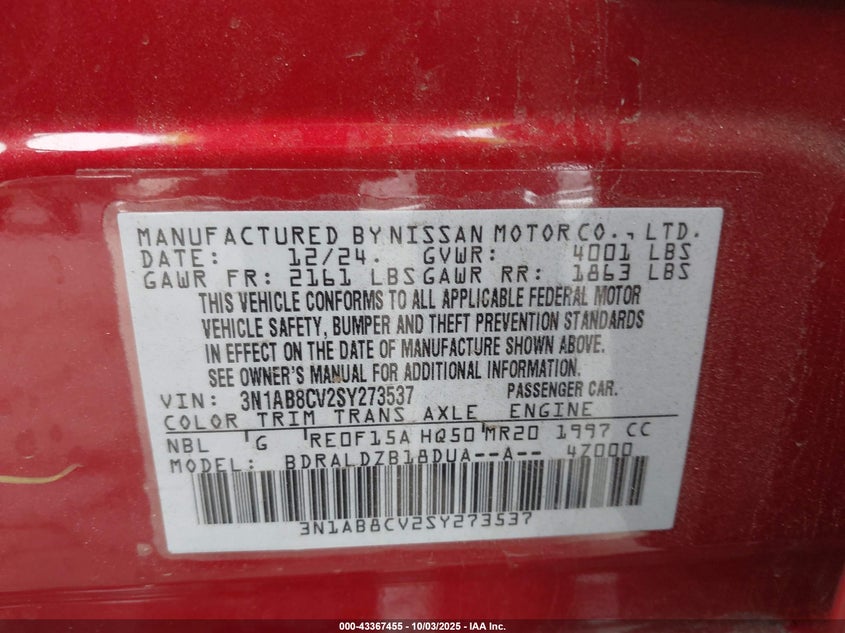 MANUFACTURED BY NISSAN MOTOR CO., LTD.
DATE: 12/24. GVWR: 4001 LBS
GAWR FR: 2161 LBS GAWR RR: 1863 LBS
THIS VEHICLE CONFORMS TO ALL APPLICABLE FEDERAL MOTOR
VEHICLE SAFETY, BUMPER AND THEFT PREVENTION STANDARDS
IN EFFECT ON THE DATE OF MANUFACTURE SHOWN ABOVE.
SEE OWNER'S MANUAL FOR ADDITIONAL INFORMATION.
VIN: 3N1AB8CV2SY273537 PASSENGER CAR.
COLOR TRIM TRANS AXLE ENGINE
NBL G RE0F15A HQ50 MR20 1997 CC
MODEL: BDRALDZB18DUA--A-- 4Z000
3N1AB8CV2SY273537
000-43367455 - 10/03/2025 - IAA Inc.